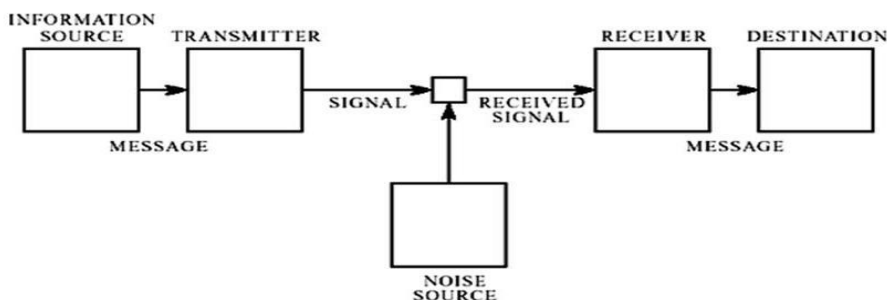 INFORMATION
SOURCE
TRANSMITTER
RECEIVER
DESTINATION
SIGNAL
RECEIVED
SIGNAL
MESSAGE
MESSAGE
NOISE
SOURCE